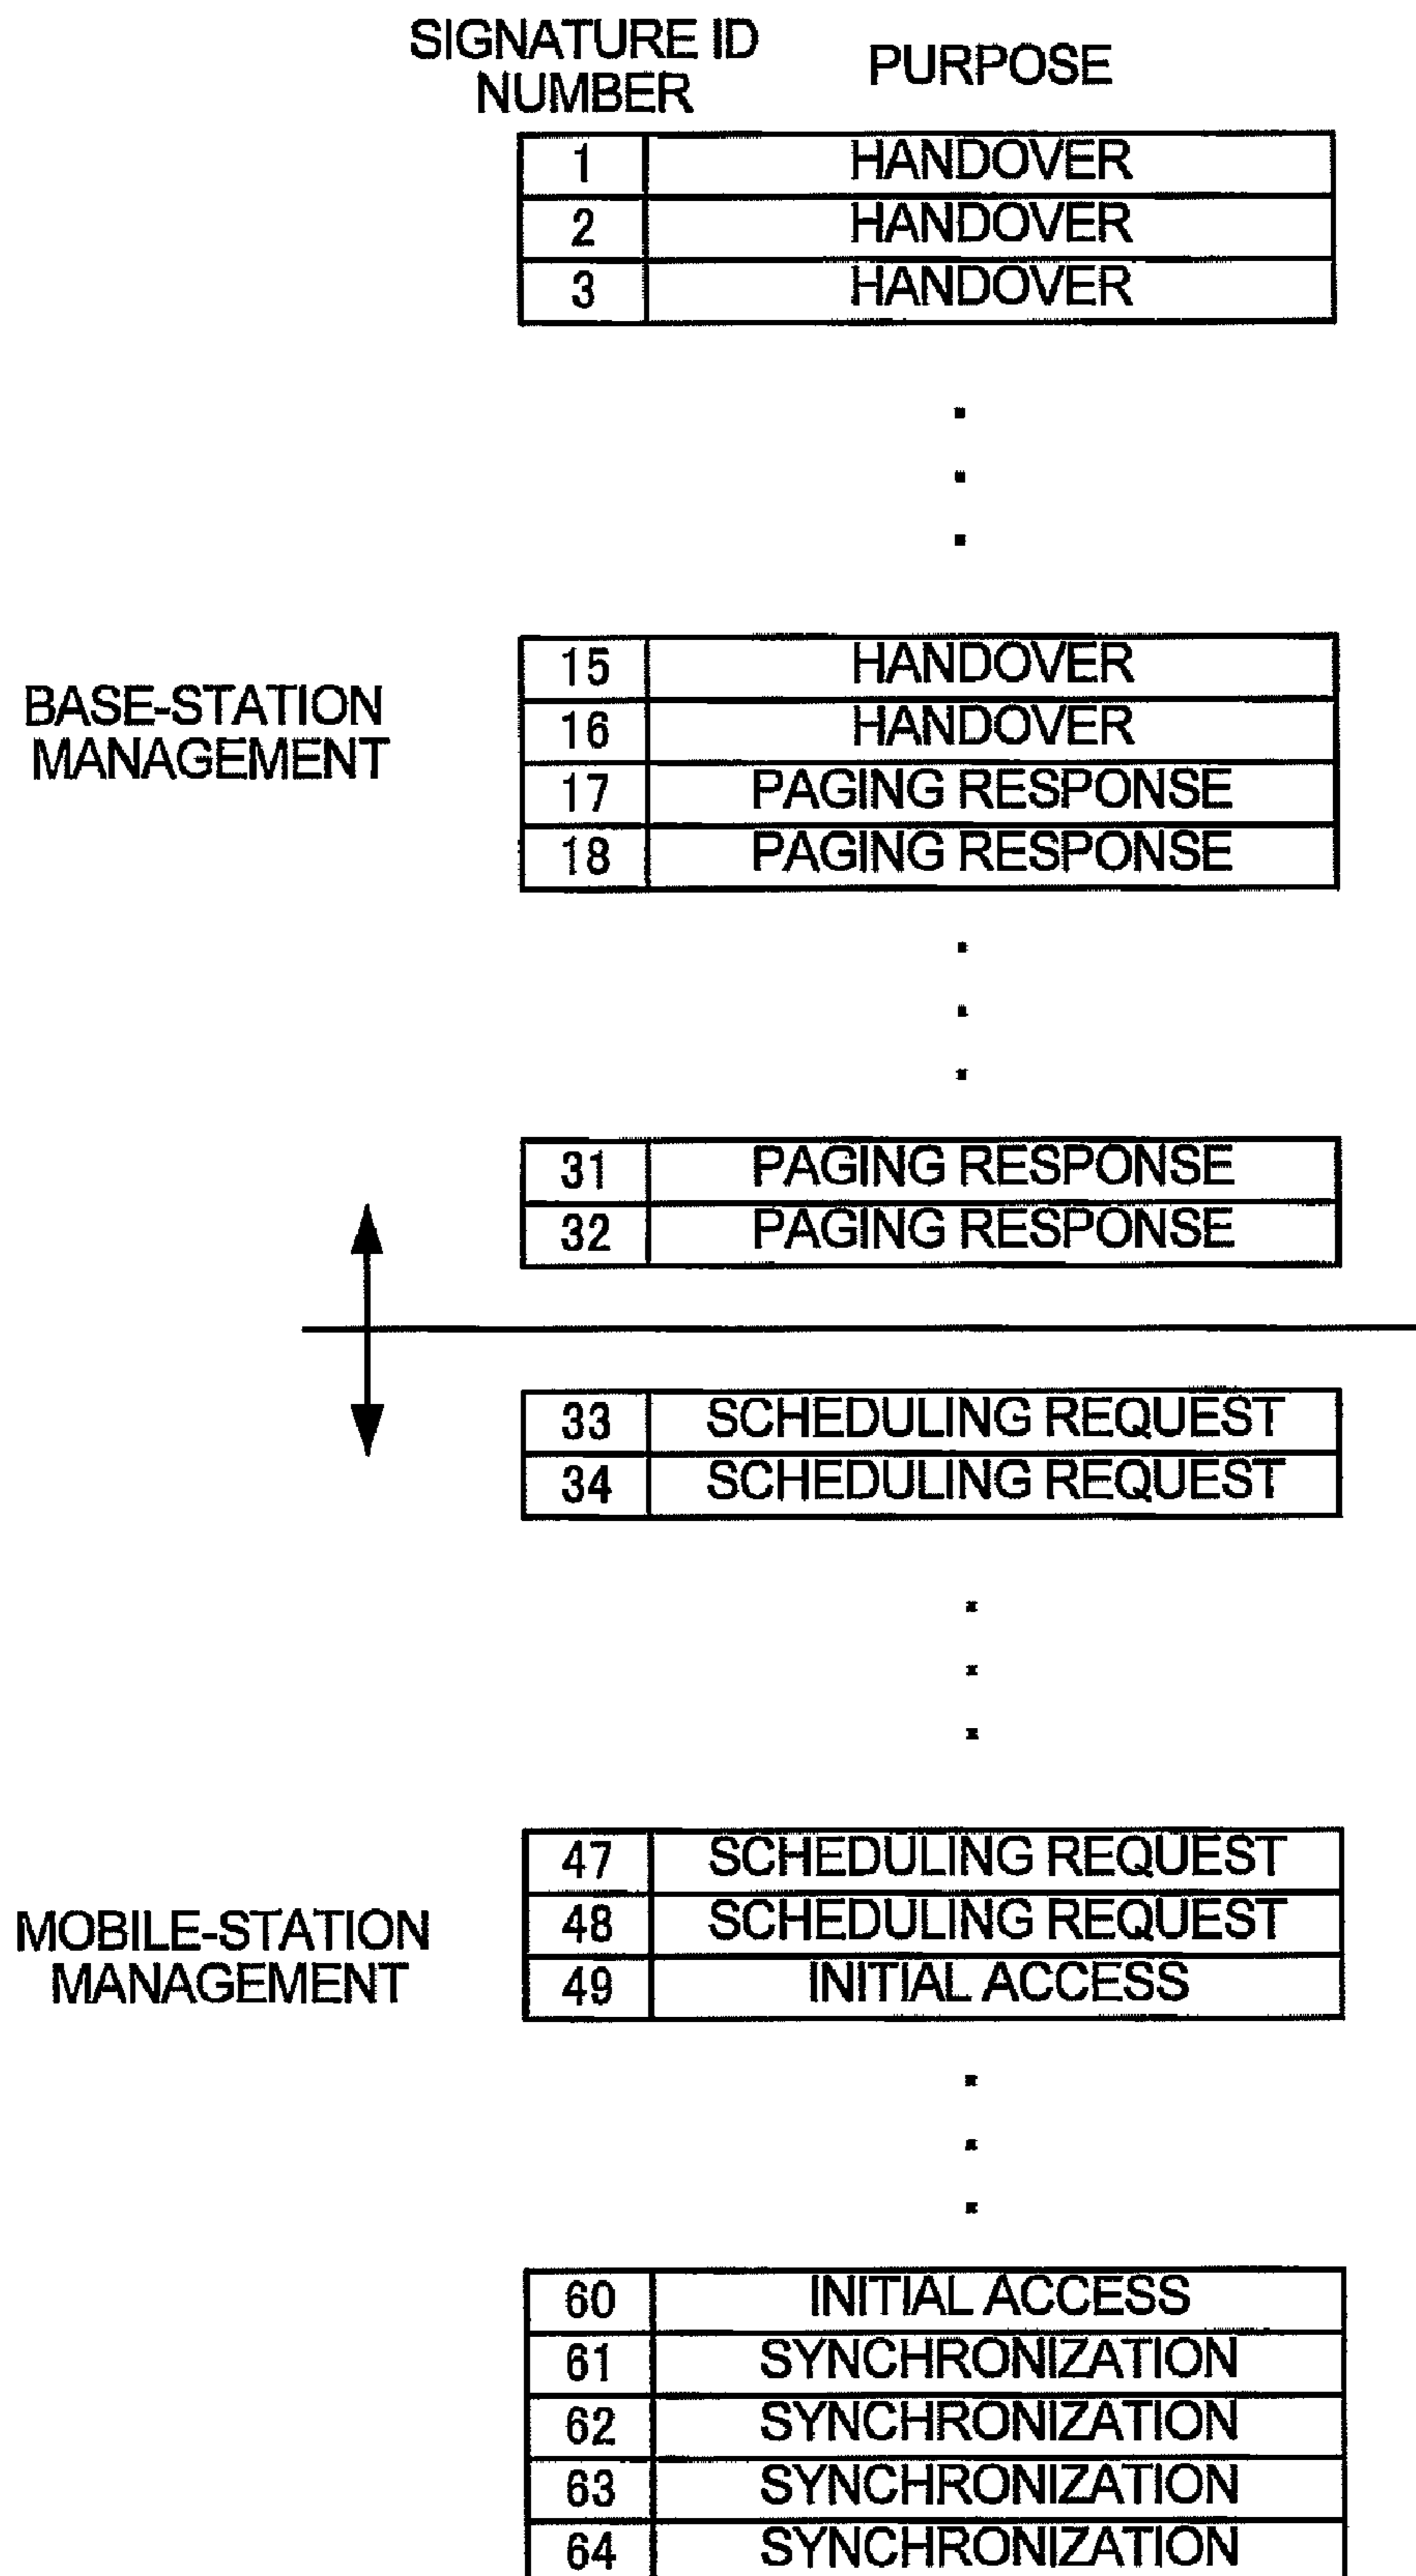 SIGNATURE ID
NUMBER
PURPOSE
1 HANDOVER
2 HANDOVER
3 HANDOVER
BASE-STATION
MANAGEMENT
15 HANDOVER
16 HANDOVER
17 PAGING RESPONSE
18 PAGING RESPONSE
31 PAGING RESPONSE
32 PAGING RESPONSE
33 SCHEDULING REQUEST
34 SCHEDULING REQUEST
MOBILE-STATION
MANAGEMENT
47 SCHEDULING REQUEST
48 SCHEDULING REQUEST
49 INITIAL ACCESS
60 INITIAL ACCESS
61 SYNCHRONIZATION
62 SYNCHRONIZATION
63 SYNCHRONIZATION
64 SYNCHRONIZATION